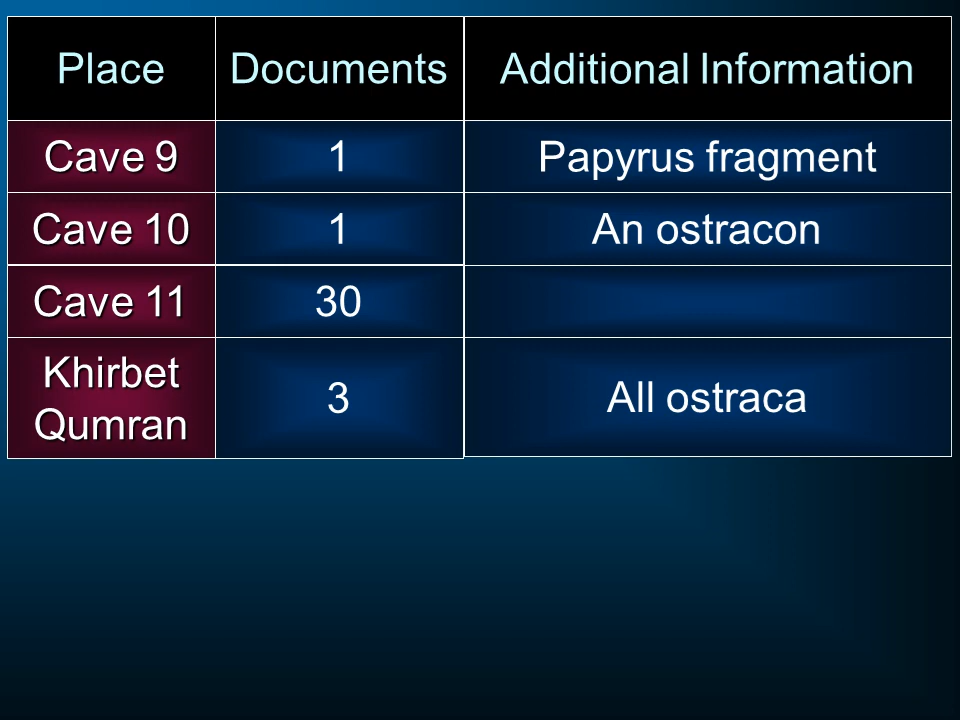 Place Documents Additional Information
Cave 9 1 Papyrus fragment
Cave 10 1 An ostracon
Cave 11 30
Khirbet Qumran 3 All ostraca